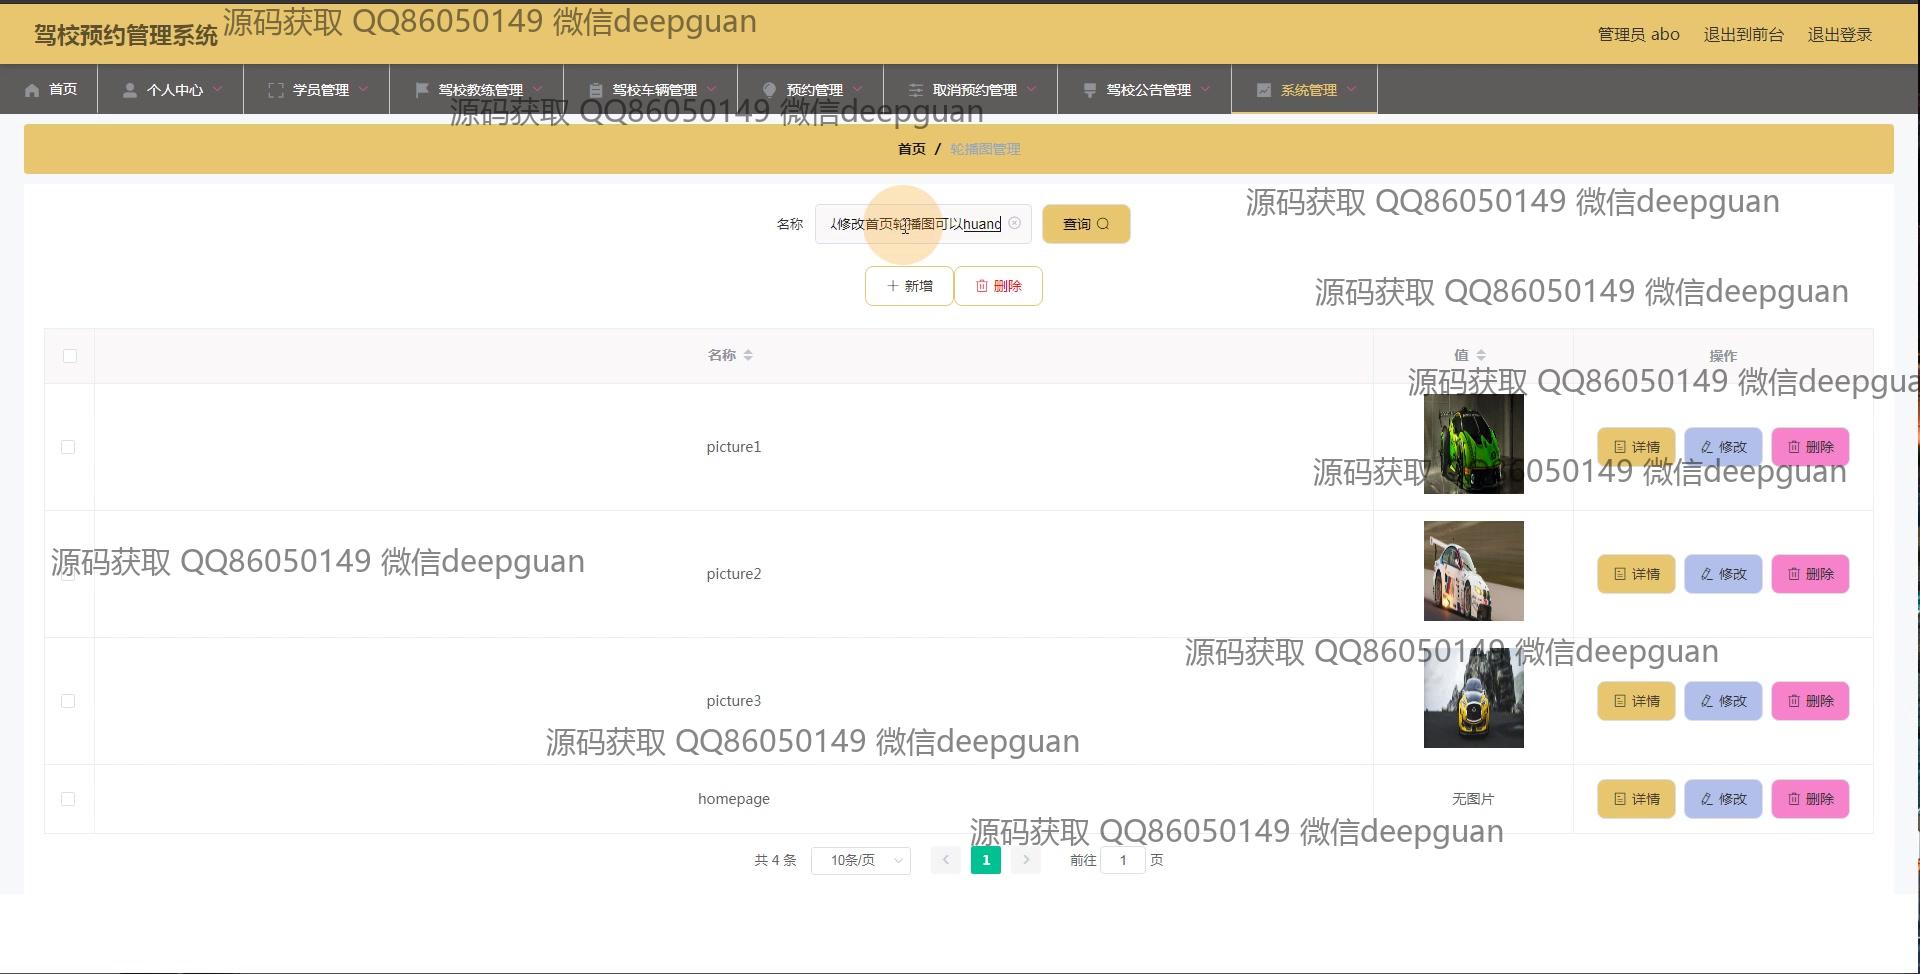 驾校预约管理系统
源码获取 QQ86050149 微信deepguan
管理员 abo 退出到前台 退出登录
首页 个人中心 学员管理 驾校教练管理 驾校车辆管理 预约管理 取消预约管理 驾校公告管理 系统管理
源码获取 QQ86050149 微信deepguan
首页 / 轮播图管理
源码获取 QQ86050149 微信deepguan
名称 修改首页轮播图可以huand 查询
新增 删除
源码获取 QQ86050149 微信deepguan
名称 值 操作
源码获取 QQ86050149 微信deepgua
picture1 详情 修改 删除
源码获取 6050149 微信deepguan
源码获取 QQ86050149 微信deepguan
picture2 详情 修改 删除
源码获取 QQ86050149 微信deepguan
picture3 详情 修改 删除
源码获取 QQ86050149 微信deepguan
homepage 无图片 详情 修改 删除
源码获取 QQ86050149 微信deepguan
共 4 条 10条/页 1 前往 1 页